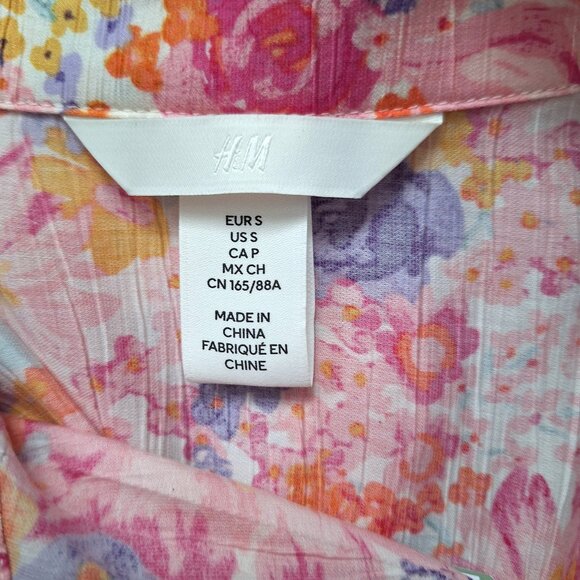 H&M
EUR S
US S
CA P
MX CH
CN 165/88A
MADE IN
CHINA
FABRIQUÉ EN
CHINE